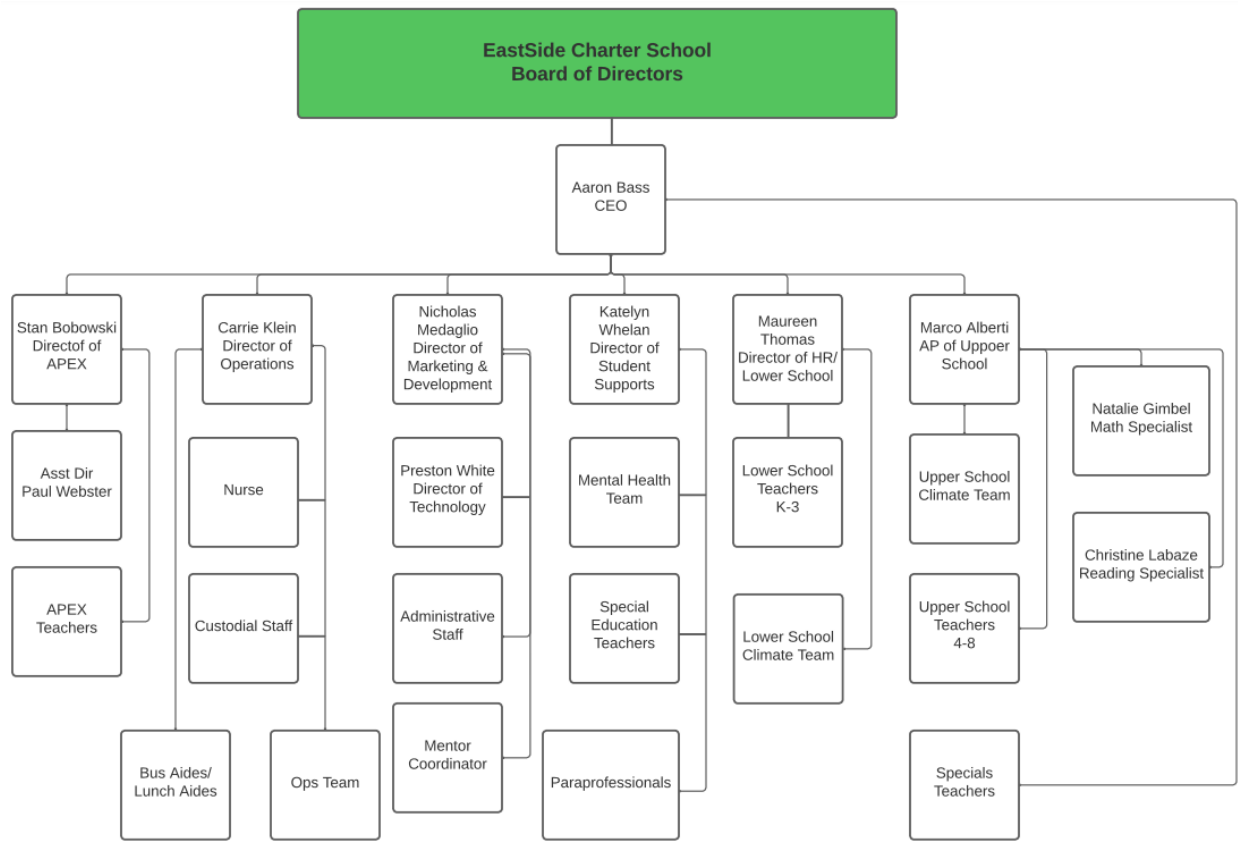 EastSide Charter School
Board of Directors
Aaron Bass
CEO
Stan Bobowski
Directof of
APEX
Carrie Klein
Director of
Operations
Nicholas
Medaglio
Director of
Marketing &
Development
Katelyn
Whelan
Director of
Student
Supports
Maureen
Thomas
Director of HR/
Lower School
Marco Alberti
AP of Uppoer
School
Natalie Gimbel
Math Specialist
Asst Dir
Paul Webster
Nurse
Preston White
Director of
Technology
Mental Health
Team
Lower School
Teachers
K-3
Upper School
Climate Team
Christine Labaze
Reading Specialist
APEX
Teachers
Custodial Staff
Administrative
Staff
Special
Education
Teachers
Lower School
Climate Team
Upper School
Teachers
4-8
Bus Aides/
Lunch Aides
Ops Team
Mentor
Coordinator
Paraprofessionals
Specials
Teachers